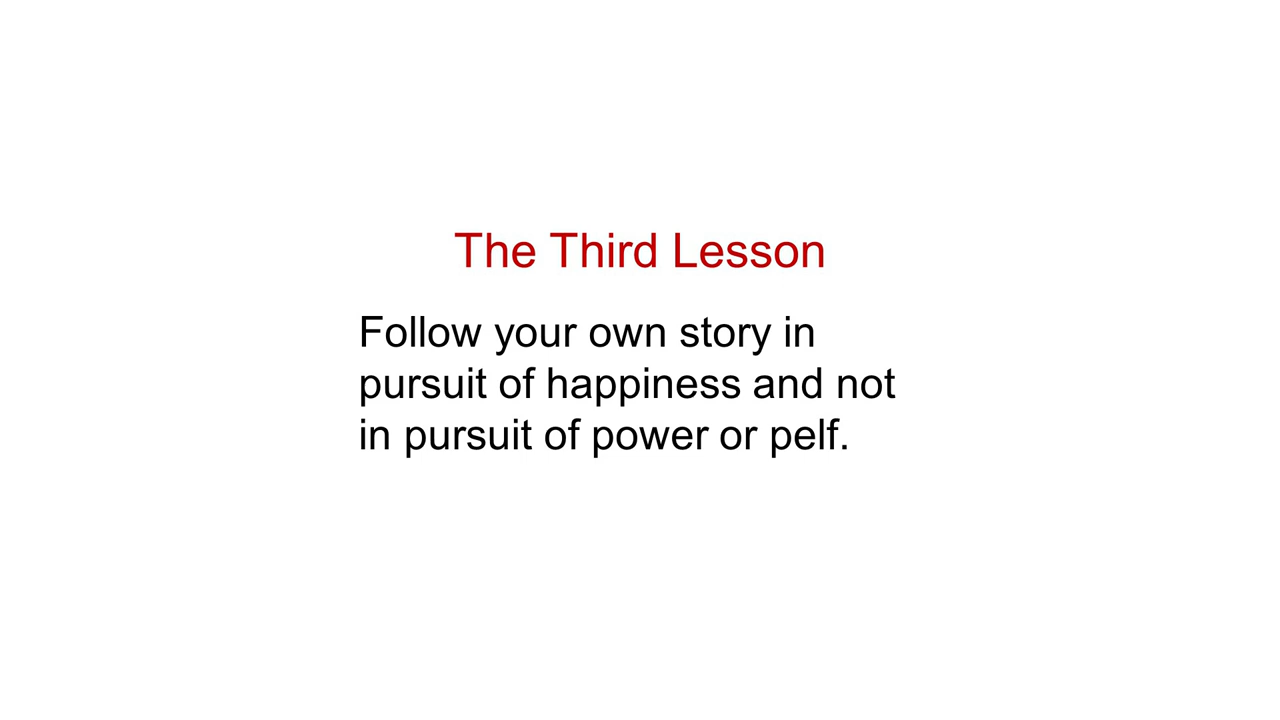 The Third Lesson
Follow your own story in
pursuit of happiness and not
in pursuit of power or pelf.